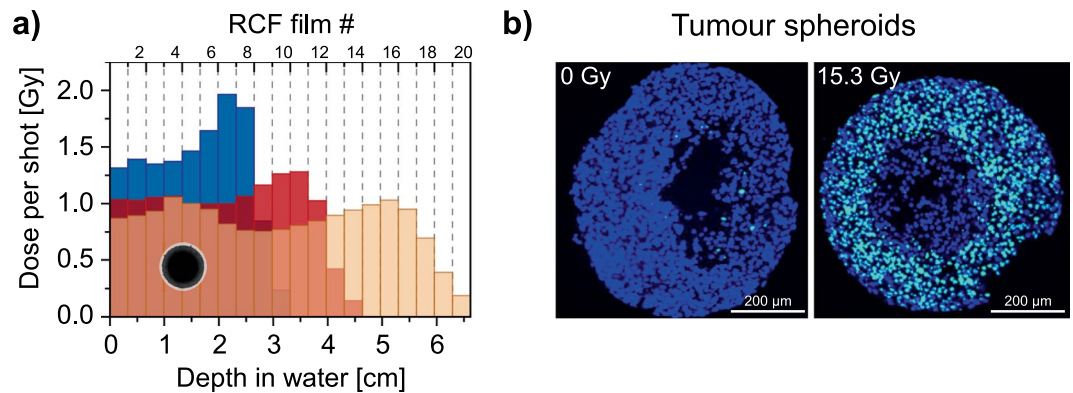 a)
RCF film #
2 4 6 8 10 12 14 16 18 20
Dose per shot [Gy]
2.0
1.5
1.0
0.5
0.0
0 1 2 3 4 5 6
Depth in water [cm]
b)
Tumour spheroids
0 Gy
200 µm
15.3 Gy
200 µm